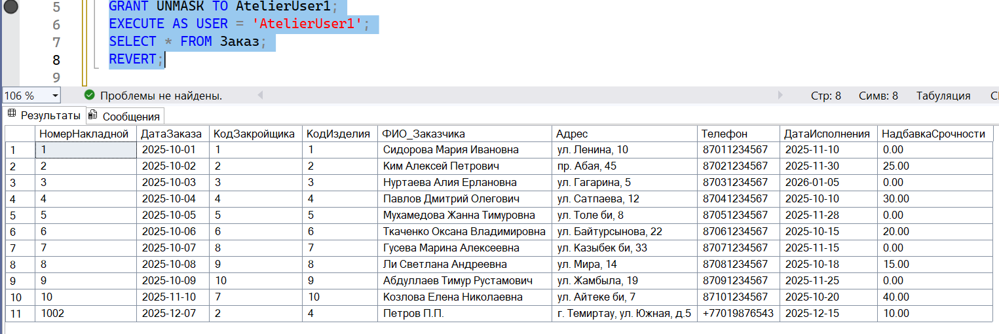 5 GRANT UNMASK TO AtelierUser1;
6 EXECUTE AS USER = 'AtelierUser1';
7 SELECT * FROM Заказ;
8 REVERT;
9
106 % Проблемы не найдены. Стр: 8 Симв: 8 Табуляция
Результаты Сообщения
НомерНакладной ДатаЗаказа КодЗакройщика КодИзделия ФИО_Заказчика Адрес Телефон ДатаИсполнения НадбавкаСрочности
1 1 2025-10-01 1 1 Сидорова Мария Ивановна ул. Ленина, 10 87011234567 2025-11-10 0.00
2 2 2025-10-02 2 2 Ким Алексей Петрович пр. Абая, 45 87021234567 2025-11-30 25.00
3 3 2025-10-03 3 3 Нуртаева Алия Ерлановна ул. Гагарина, 5 87031234567 2026-01-05 0.00
4 4 2025-10-04 4 4 Павлов Дмитрий Олегович ул. Сатпаева, 12 87041234567 2025-10-10 30.00
5 5 2025-10-05 5 5 Мухамедова Жанна Тимуровна ул. Толе би, 8 87051234567 2025-11-28 0.00
6 6 2025-10-06 6 6 Ткаченко Оксана Владимировна ул. Байтурсынова, 22 87061234567 2025-10-15 20.00
7 7 2025-10-07 8 7 Гусева Марина Алексеевна ул. Казыбек би, 33 87071234567 2025-11-15 0.00
8 8 2025-10-08 9 8 Ли Светлана Андреевна ул. Мира, 14 87081234567 2025-10-18 15.00
9 9 2025-10-09 10 9 Абдуллаев Тимур Рустамович ул. Жамбыла, 19 87091234567 2025-11-25 0.00
10 10 2025-11-10 7 10 Козлова Елена Николаевна ул. Айтеке би, 7 87101234567 2025-10-20 40.00
11 1002 2025-12-07 2 4 Петров П.П. г. Темиртау, ул. Южная, д.5 +77019876543 2025-12-15 10.00